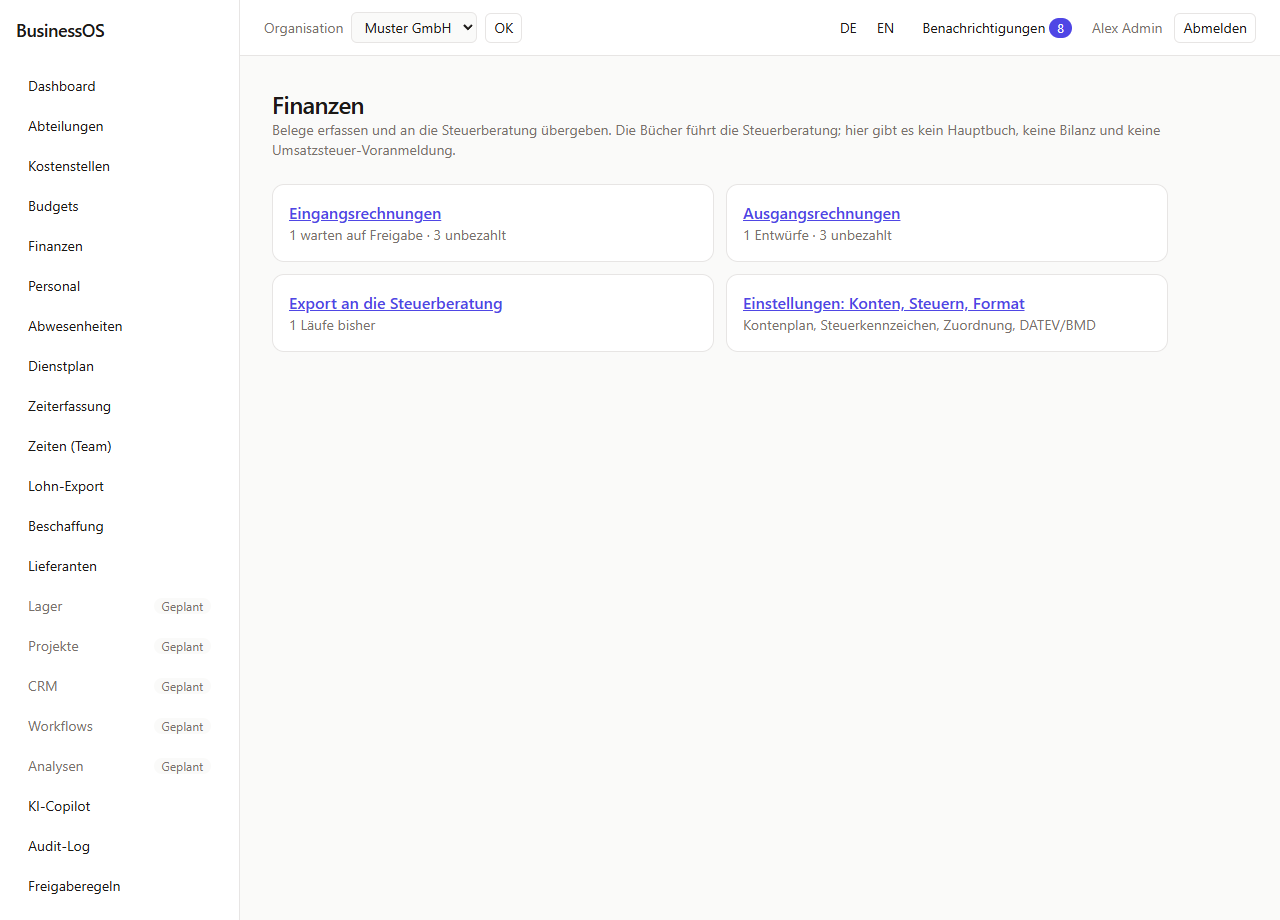 BusinessOS
Organisation Muster GmbH OK DE EN Benachrichtigungen 8 Alex Admin Abmelden
Dashboard
Abteilungen
Kostenstellen
Budgets
Finanzen
Personal
Abwesenheiten
Dienstplan
Zeiterfassung
Zeiten (Team)
Lohn-Export
Beschaffung
Lieferanten
Lager Geplant
Projekte Geplant
CRM Geplant
Workflows Geplant
Analysen Geplant
KI-Copilot
Audit-Log
Freigaberegeln
Finanzen
Belege erfassen und an die Steuerberatung übergeben. Die Bücher führt die Steuerberatung; hier gibt es kein Hauptbuch, keine Bilanz und keine
Umsatzsteuer-Voranmeldung.
Eingangsrechnungen
1 warten auf Freigabe · 3 unbezahlt
Ausgangsrechnungen
1 Entwürfe · 3 unbezahlt
Export an die Steuerberatung
1 Läufe bisher
Einstellungen: Konten, Steuern, Format
Kontenplan, Steuerkennzeichen, Zuordnung, DATEV/BMD